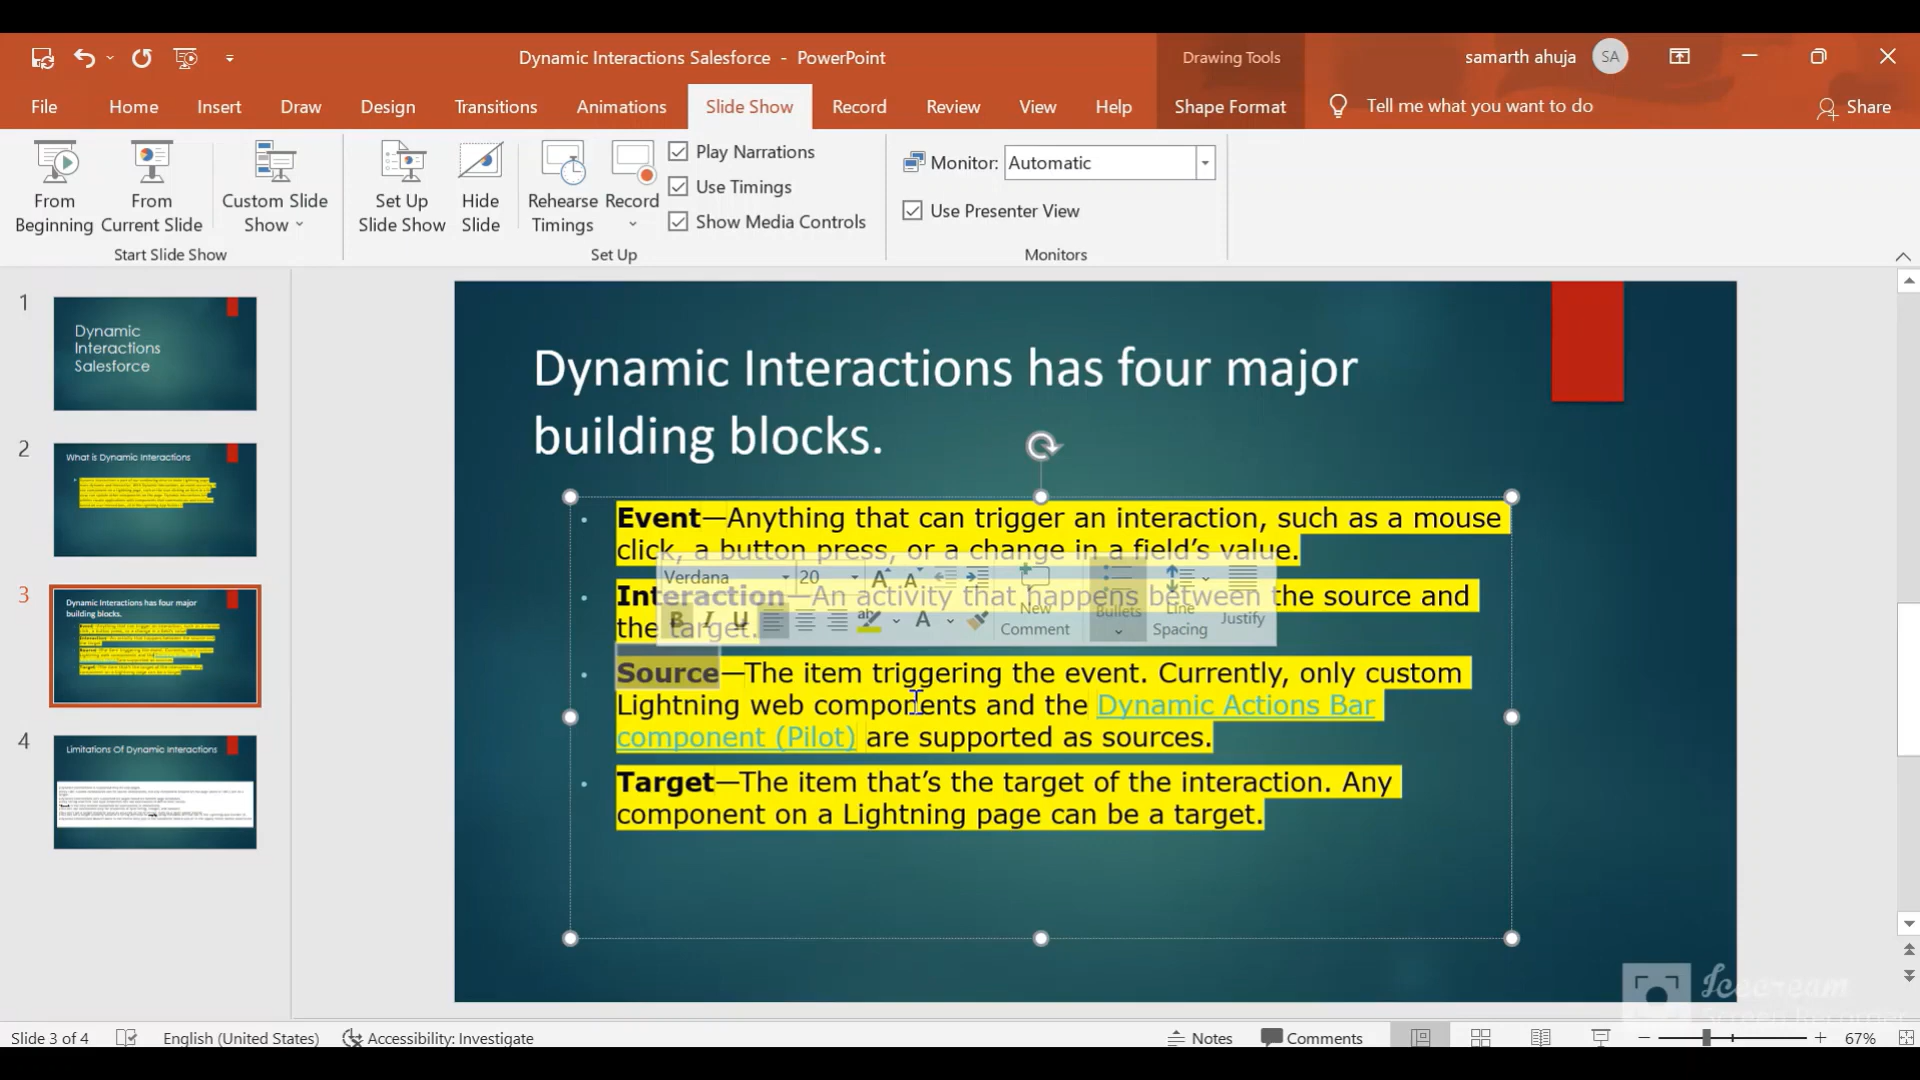 Dynamic Interactions Salesforce - PowerPoint
Drawing Tools
samarth ahuja
SA
File
Home
Insert
Draw
Design
Transitions
Animations
Slide Show
Record
Review
View
Help
Shape Format
Tell me what you want to do
Share
From Beginning
From Current Slide
Custom Slide Show
Set Up Slide Show
Hide Slide
Rehearse Timings
Record
Play Narrations
Use Timings
Show Media Controls
Monitor: Automatic
Use Presenter View
Start Slide Show
Set Up
Monitors
1
Dynamic
Interactions
Salesforce
2
What is Dynamic Interactions
3
Dynamic Interactions has four major
building blocks.
4
Limitations Of Dynamic Interactions
Dynamic Interactions has four major
building blocks.
Event—Anything that can trigger an interaction, such as a mouse
click, a button press, or a change in a field’s value.
Interaction—An activity that happens between the source and
the target.
Source—The item triggering the event. Currently, only custom
Lightning web components and the Dynamic Actions Bar
component (Pilot) are supported as sources.
Target—The item that’s the target of the interaction. Any
component on a Lightning page can be a target.
Verdana
20
New
Comment
Bullets
Line
Spacing
Justify
Icecream
Screen Recorder
Slide 3 of 4
English (United States)
Accessibility: Investigate
Notes
Comments
67%